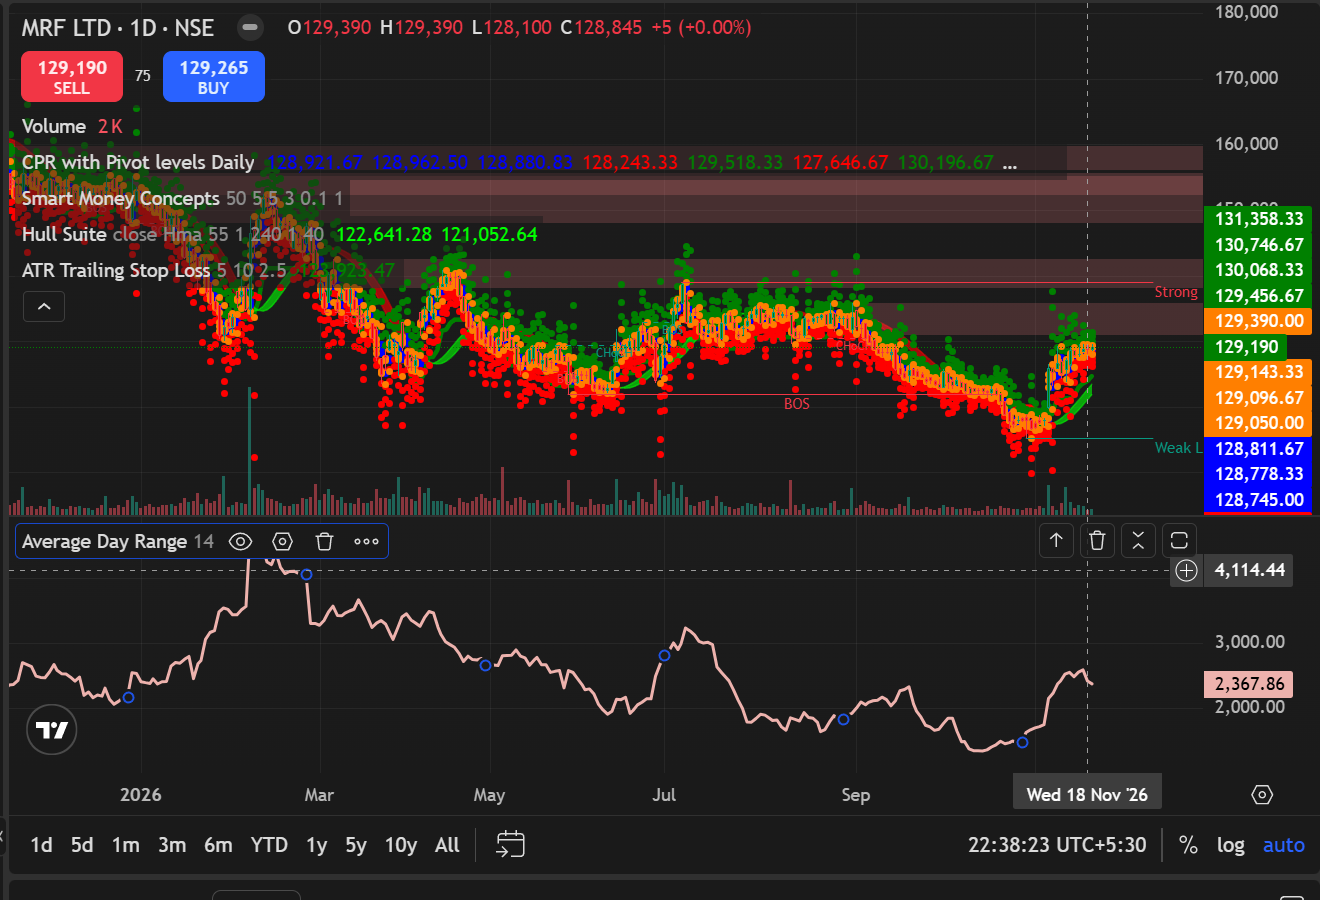 MRF LTD · 1D · NSE O129,390 H129,390 L128,100 C128,845 +5 (+0.00%)
129,190 SELL 75 129,265 BUY
Volume 2 K
CPR with Pivot levels Daily 128,921.67 128,962.50 128,880.83 128,243.33 129,518.33 127,646.67 130,196.67 ...
Smart Money Concepts 50 5 5 3 0.1 1
Hull Suite close Hma 55 1 240 1 40 122,641.28 121,052.64
ATR Trailing Stop Loss 5 10 2.5
180,000
170,000
160,000
131,358.33
130,746.67
130,068.33
129,456.67
129,390.00
129,190
129,143.33
129,096.67
129,050.00
128,811.67
128,778.33
128,745.00
Strong
BOS
Weak L
Average Day Range 14
4,114.44
3,000.00
2,367.86
2,000.00
2026 Mar May Jul Sep Wed 18 Nov '26
1d 5d 1m 3m 6m YTD 1y 5y 10y All 22:38:23 UTC+5:30 % log auto